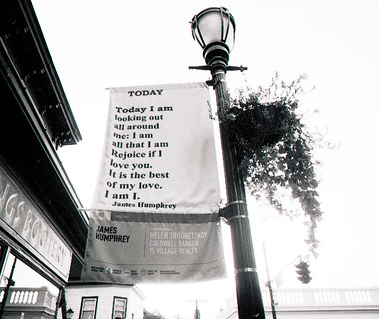 TODAY
Today I am
looking out
all around
me: I am
all that I am
Rejoice if I
love you.
It is the best
of my love.
I am I.
James Humphrey
JAMES
HUMPHREY
HELEN TROUBETZKOY
COLDWELL BANKER
VILLAGE REALTY